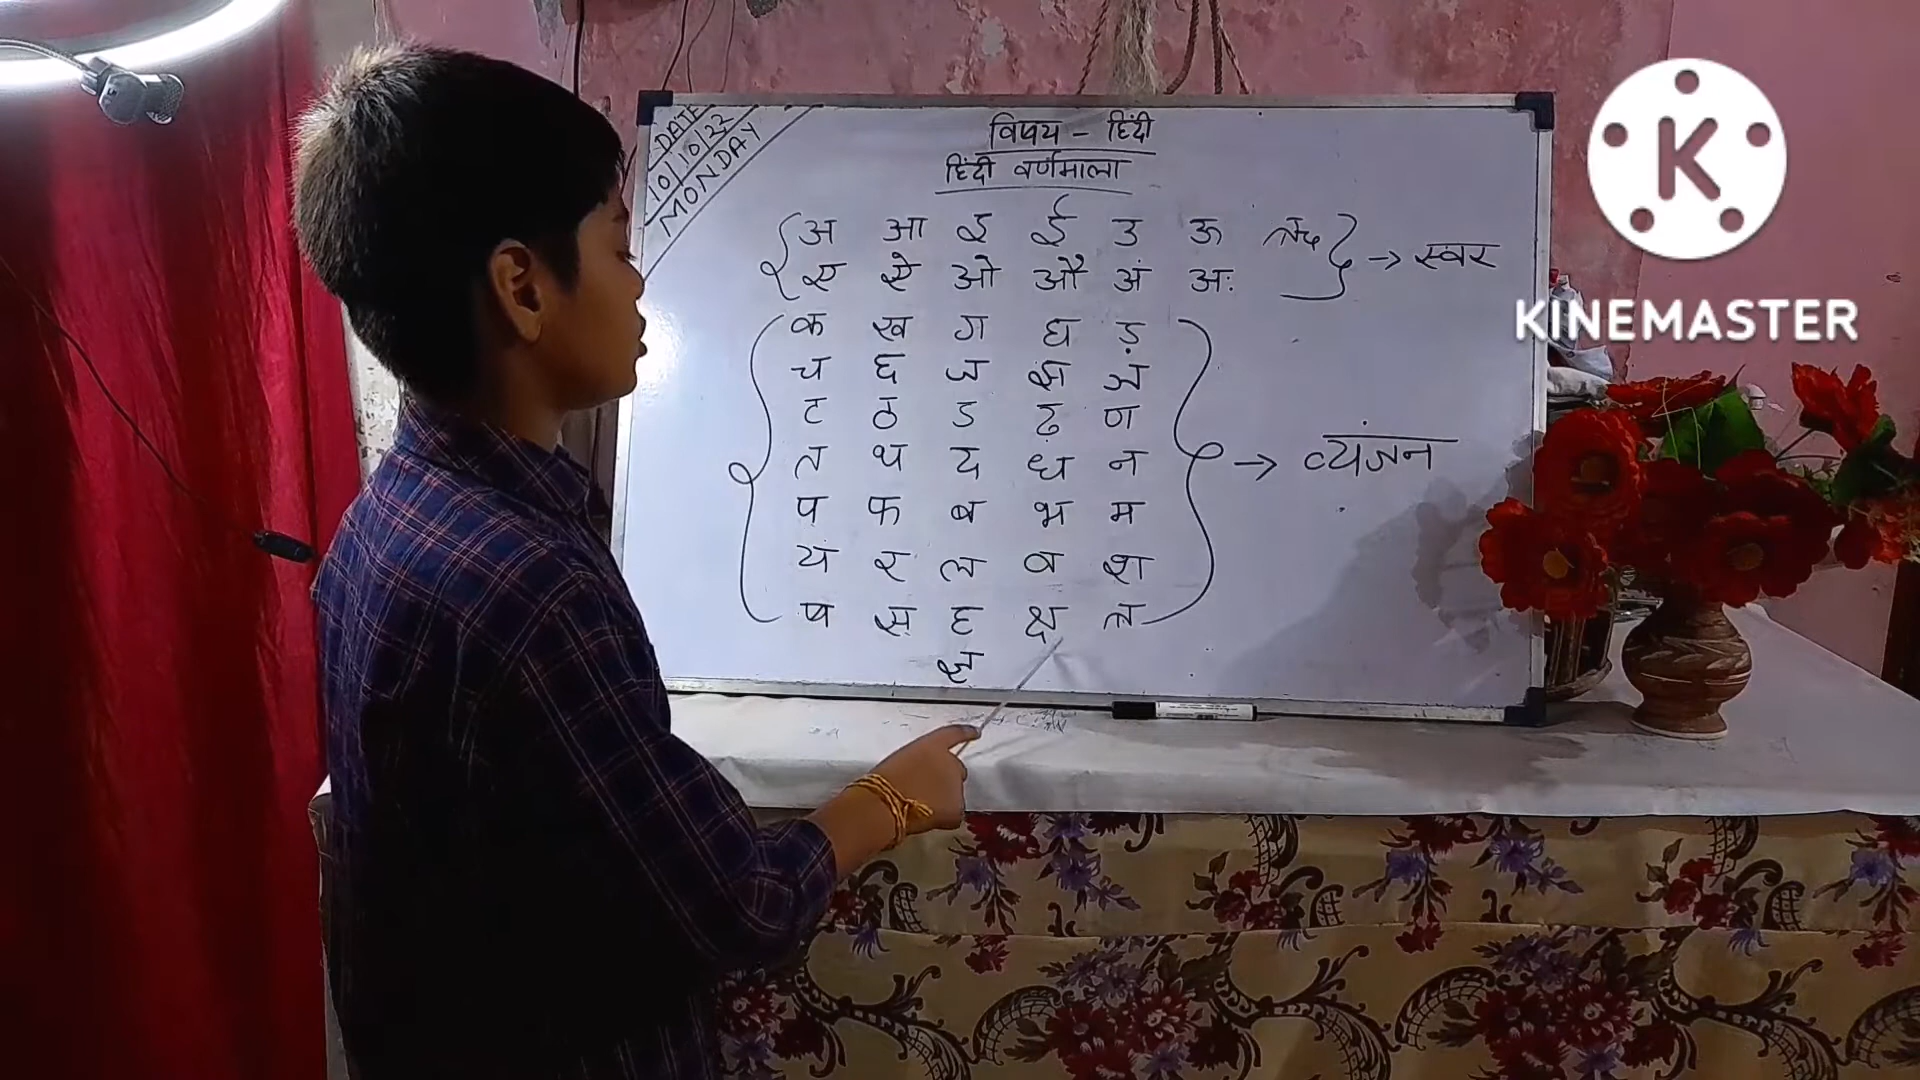 DATE
10/10/22
MONDAY
विषय - हिंदी
हिंदी वर्णमाला
अ आ इ ई उ ऊ ऋ
ए ऐ ओ औ अं अः → स्वर
क ख ग घ ड़
च छ ज झ ञ
ट ठ ड ढ़ ण
त थ द ध न → व्यंजन
प फ ब भ म
य र ल व श
ष स ह क्ष त्र
ज्ञ
K
KINEMASTER